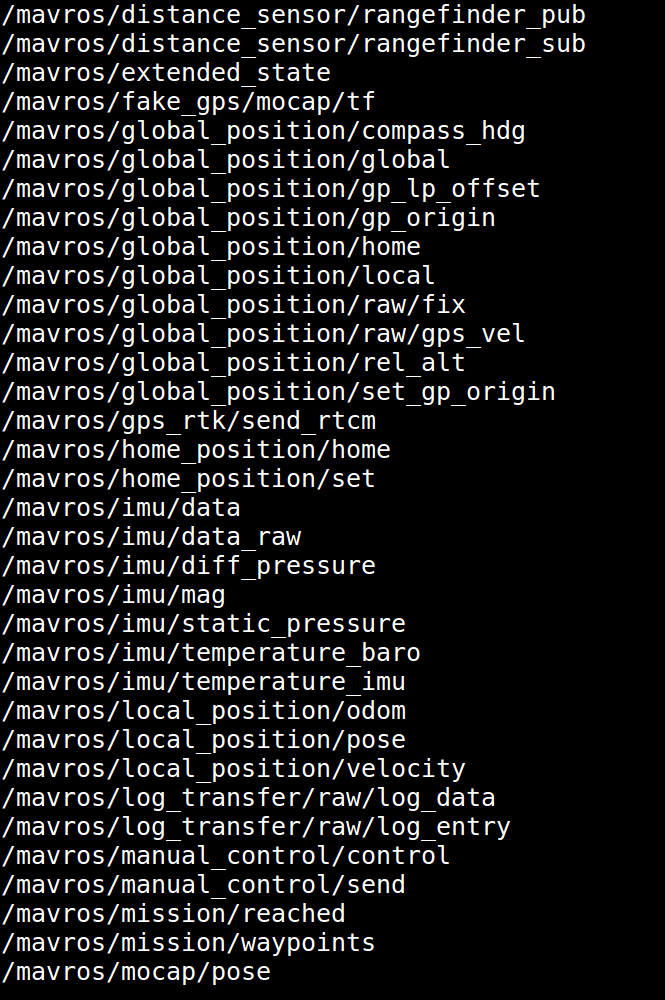 /mavros/distance_sensor/rangefinder_pub
/mavros/distance_sensor/rangefinder_sub
/mavros/extended_state
/mavros/fake_gps/mocap/tf
/mavros/global_position/compass_hdg
/mavros/global_position/global
/mavros/global_position/gp_lp_offset
/mavros/global_position/gp_origin
/mavros/global_position/home
/mavros/global_position/local
/mavros/global_position/raw/fix
/mavros/global_position/raw/gps_vel
/mavros/global_position/rel_alt
/mavros/global_position/set_gp_origin
/mavros/gps_rtk/send_rtcm
/mavros/home_position/home
/mavros/home_position/set
/mavros/imu/data
/mavros/imu/data_raw
/mavros/imu/diff_pressure
/mavros/imu/mag
/mavros/imu/static_pressure
/mavros/imu/temperature_baro
/mavros/imu/temperature_imu
/mavros/local_position/odom
/mavros/local_position/pose
/mavros/local_position/velocity
/mavros/log_transfer/raw/log_data
/mavros/log_transfer/raw/log_entry
/mavros/manual_control/control
/mavros/manual_control/send
/mavros/mission/reached
/mavros/mission/waypoints
/mavros/mocap/pose